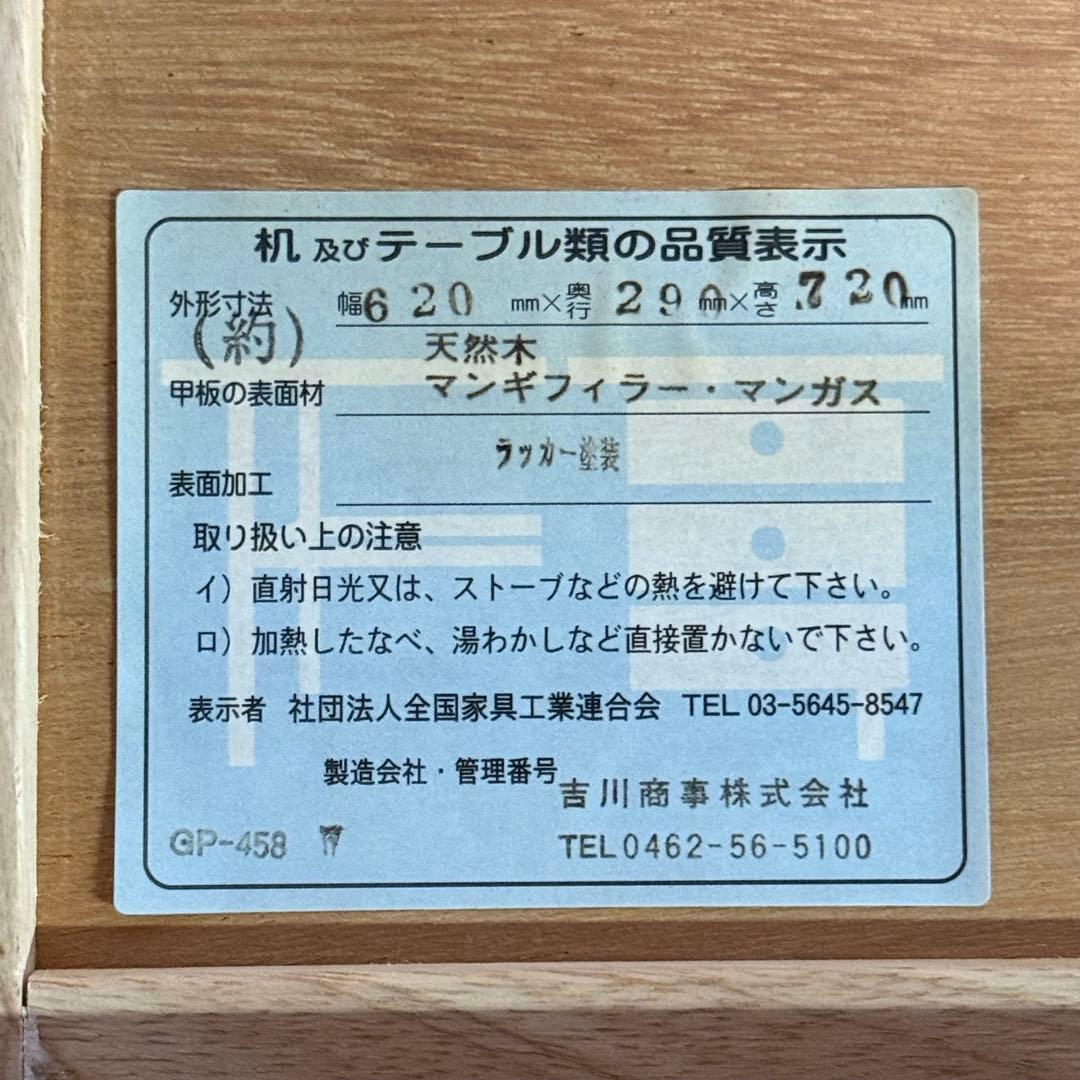 机及びテーブル類の品質表示
外形寸法 幅620mm×奥行290mm×高さ720mm
(約)
天然木
甲板の表面材 マンギフィラー・マンガス
ラッカー塗装
表面加工
取り扱い上の注意
イ）直射日光又は、ストーブなどの熱を避けて下さい。
ロ）加熱したなべ、湯わかしなど直接置かないで下さい。
表示者 社団法人全国家具工業連合会 TEL 03-5645-8547
製造会社・管理番号
吉川商事株式会社
GP-458
TEL0462-56-5100